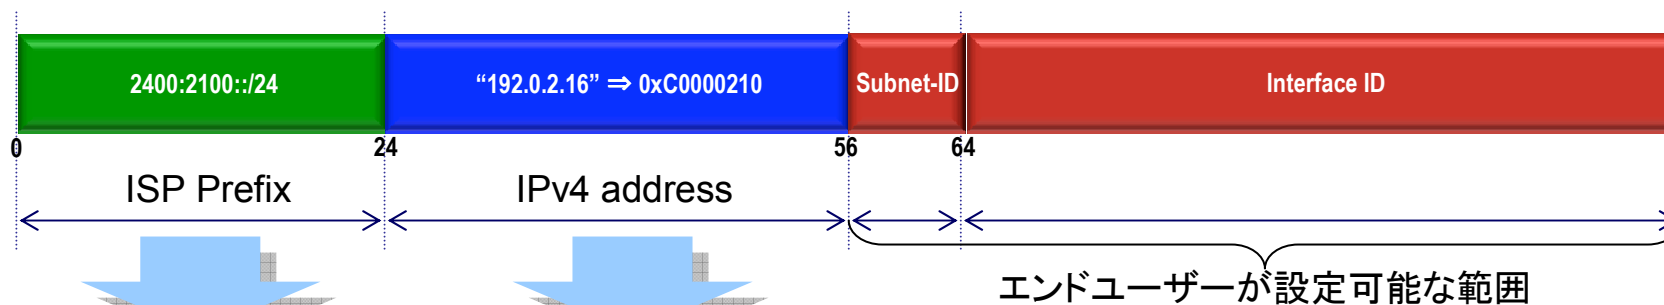 2400:2100::/24 “192.0.2.16” ⇒ 0xC0000210 Subnet-ID Interface ID
0 24 56 64
ISP Prefix IPv4 address
エンドユーザーが設定可能な範囲